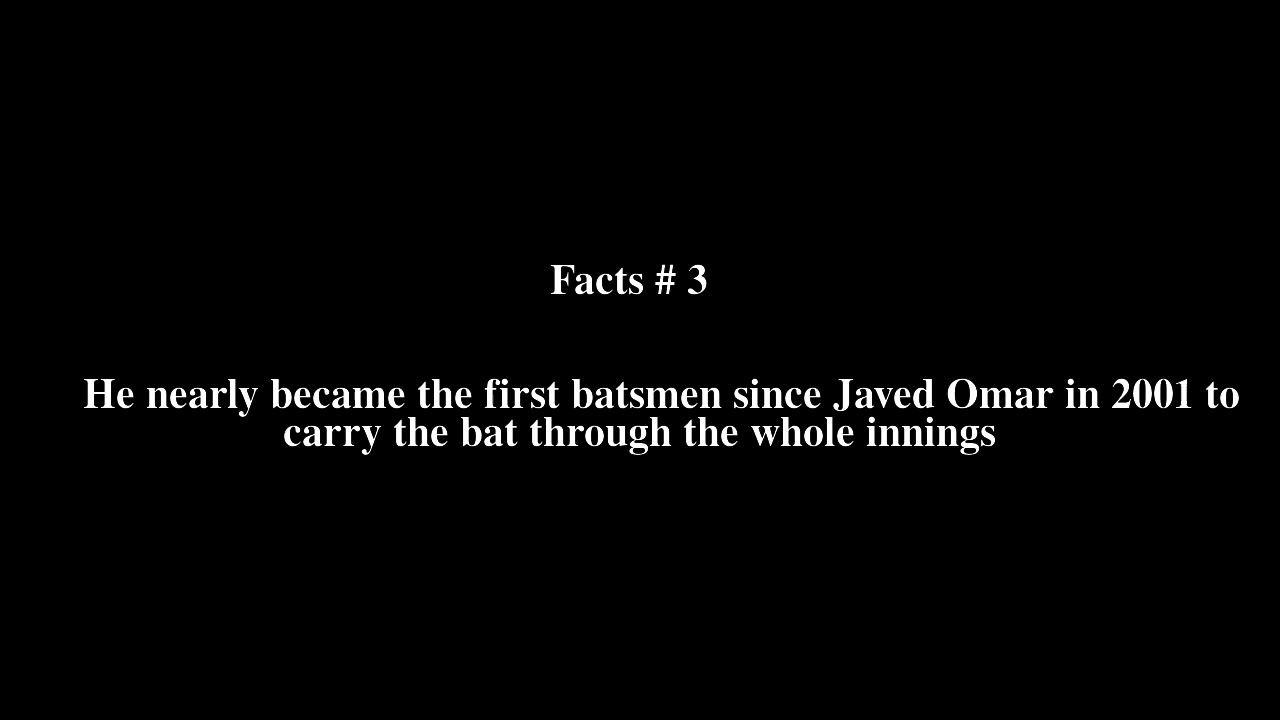 Facts # 3
He nearly became the first batsmen since Javed Omar in 2001 to
carry the bat through the whole innings